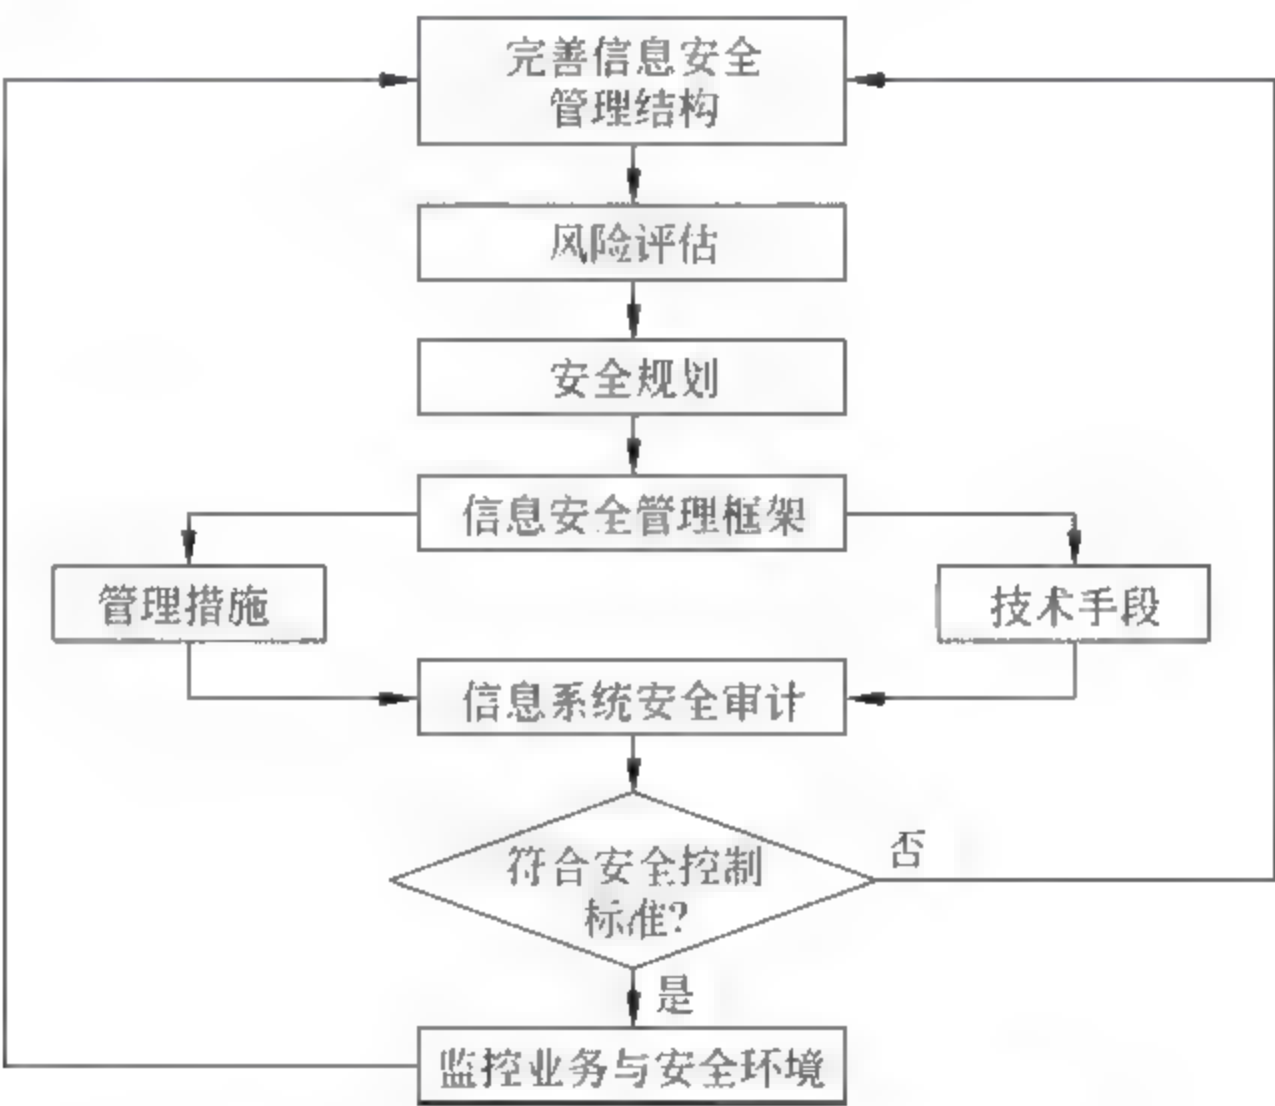 完善信息安全
管理结构
风险评估
安全规划
信息安全管理框架
管理措施
技术手段
信息系统安全审计
符合安全控制
标准?
否
是
监控业务与安全环境